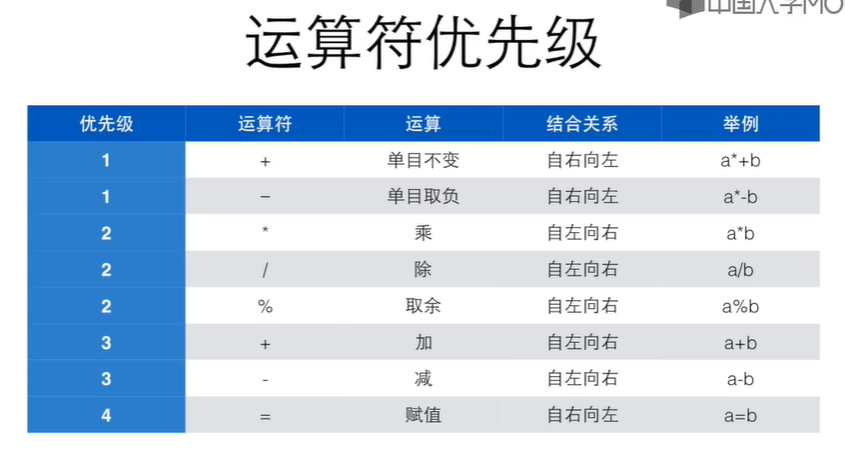 中国大学MO
运算符优先级
优先级 运算符 运算 结合关系 举例
1 + 单目不变 自右向左 a*+b
1 − 单目取负 自右向左 a*-b
2 * 乘 自左向右 a*b
2 / 除 自左向右 a/b
2 % 取余 自左向右 a%b
3 + 加 自左向右 a+b
3 - 减 自左向右 a-b
4 = 赋值 自右向左 a=b